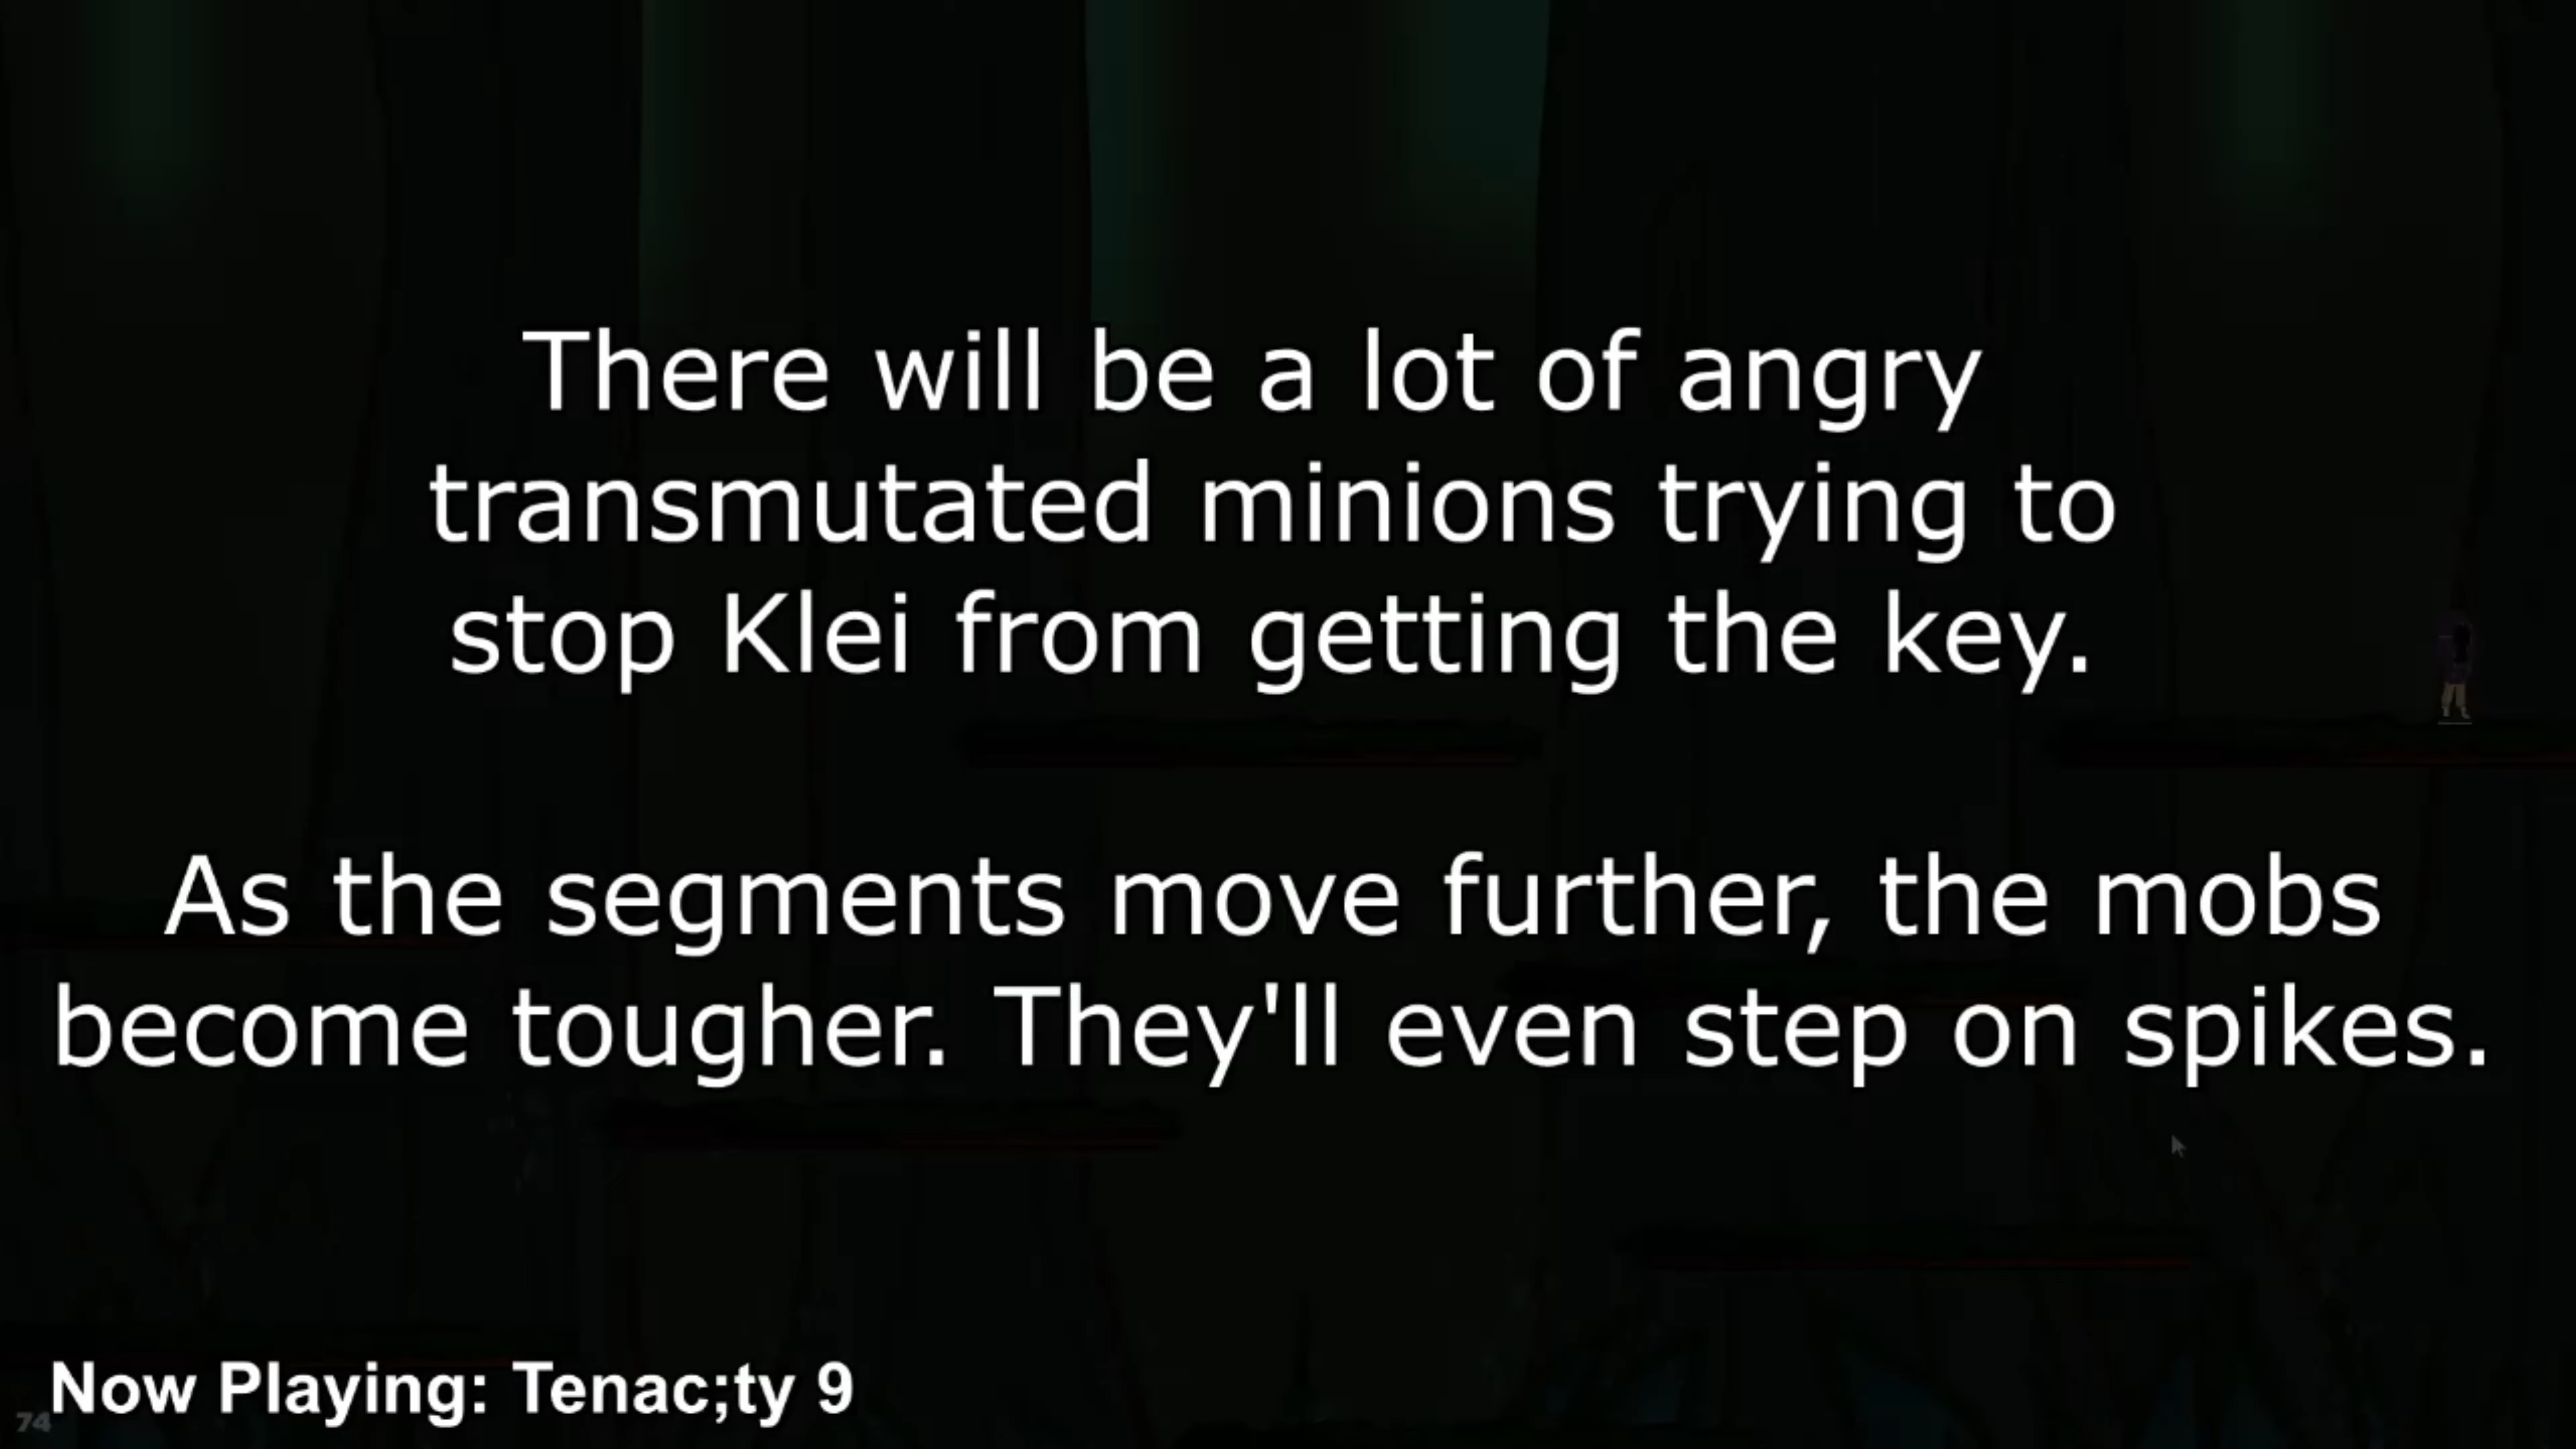 There will be a lot of angry
transmutated minions trying to
stop Klei from getting the key.
As the segments move further, the mobs
become tougher. They'll even step on spikes.
Now Playing: Tenac;ty 9
74